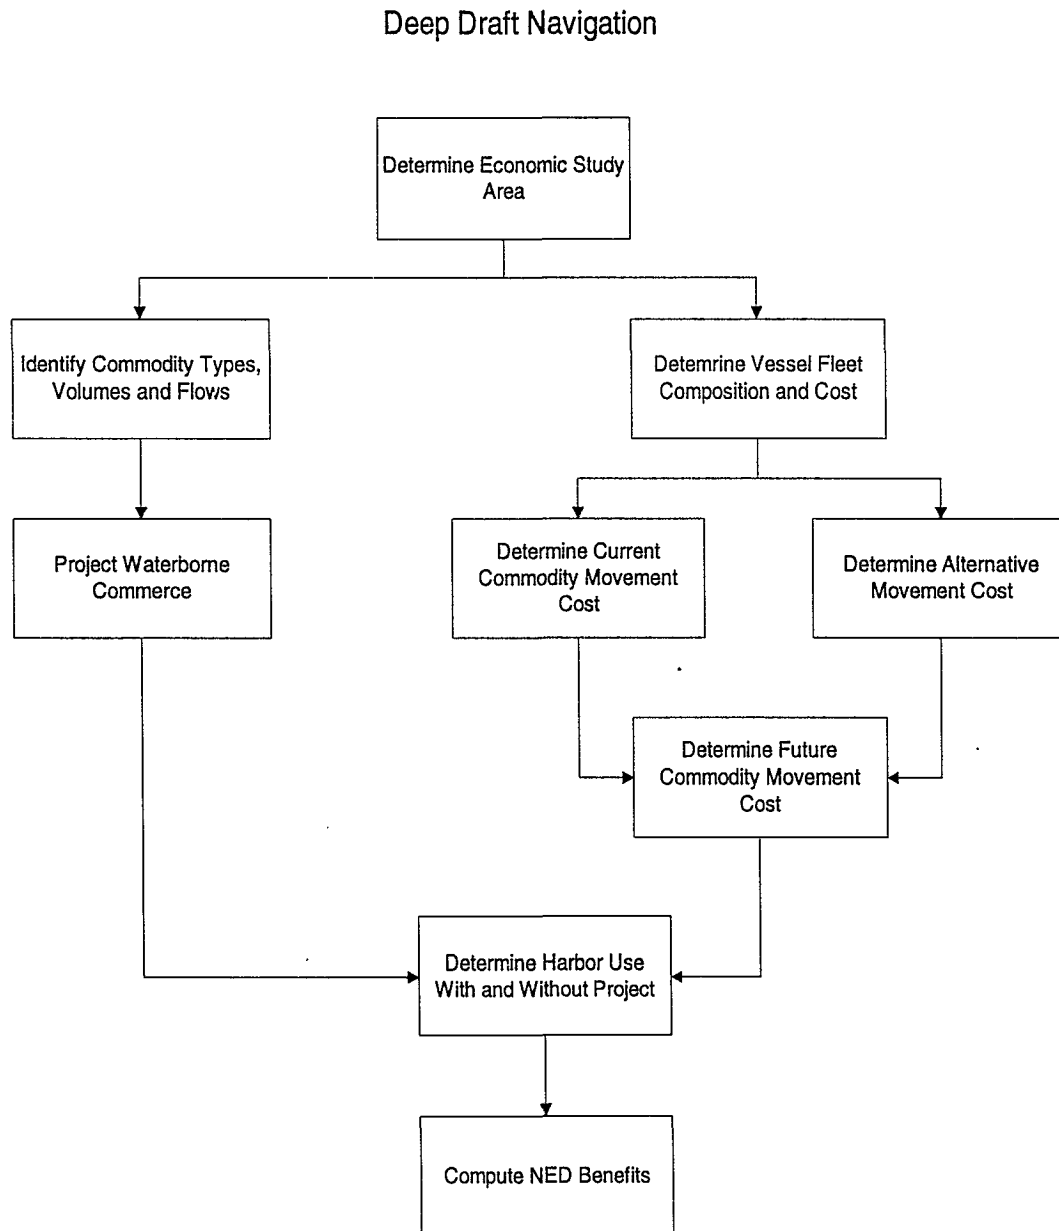 Deep Draft Navigation
Determine Economic Study
Area
Identify Commodity Types,
Volumes and Flows
Detemrine Vessel Fleet
Composition and Cost
Project Waterborne
Commerce
Determine Current
Commodity Movement
Cost
Determine Alternative
Movement Cost
Determine Future
Commodity Movement
Cost
Determine Harbor Use
With and Without Project
Compute NED Benefits